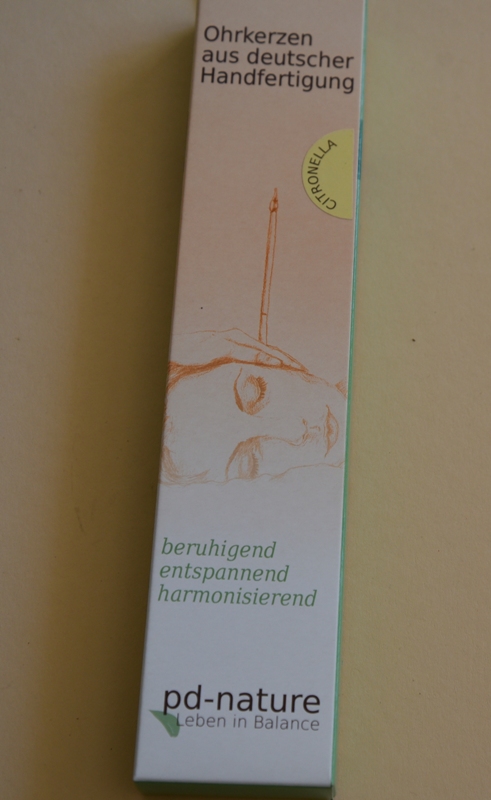 Ohrkerzen
aus deutscher
Handfertigung
CITRONELLA
beruhigend
entspannend
harmonisierend
pd-nature
Leben in Balance